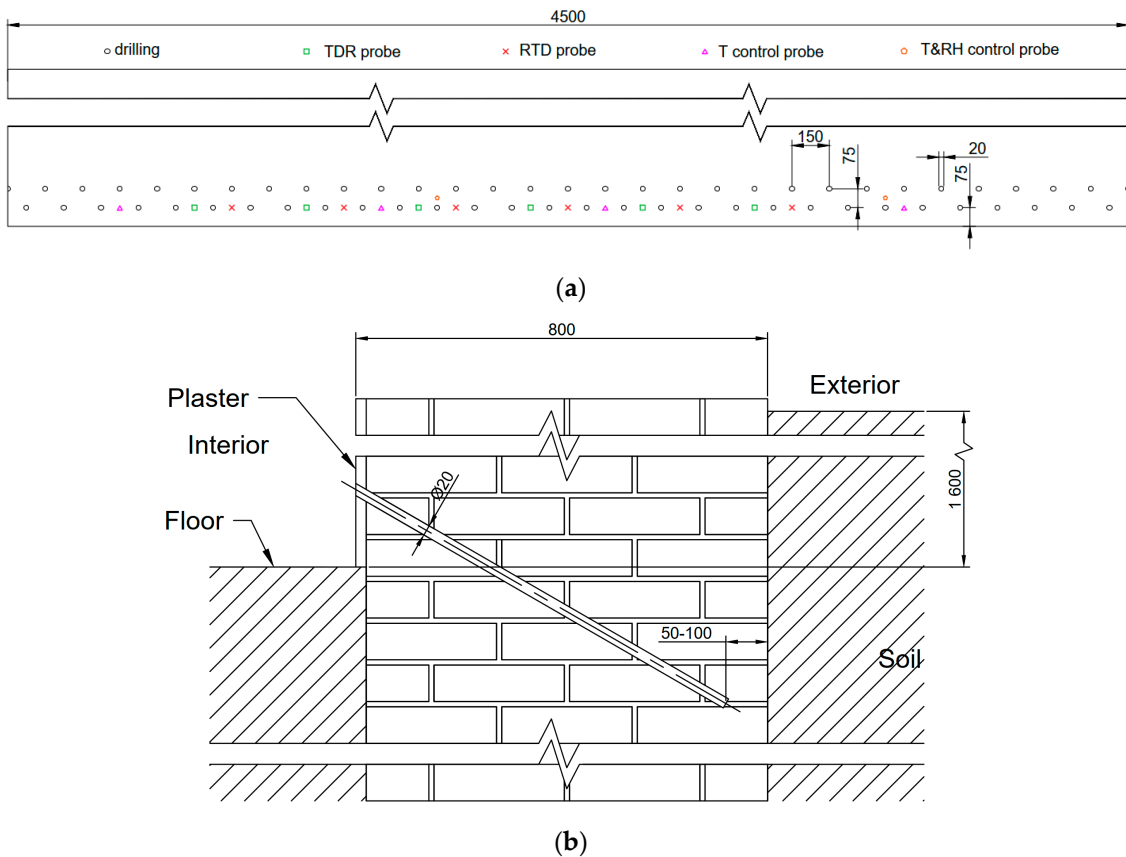 4500
drilling TDR probe RTD probe T control probe T&RH control probe
150
75
20
75
(a)
800
Exterior
Plaster
Interior
Ø20
1 600
Floor
50-100
Soil
(b)